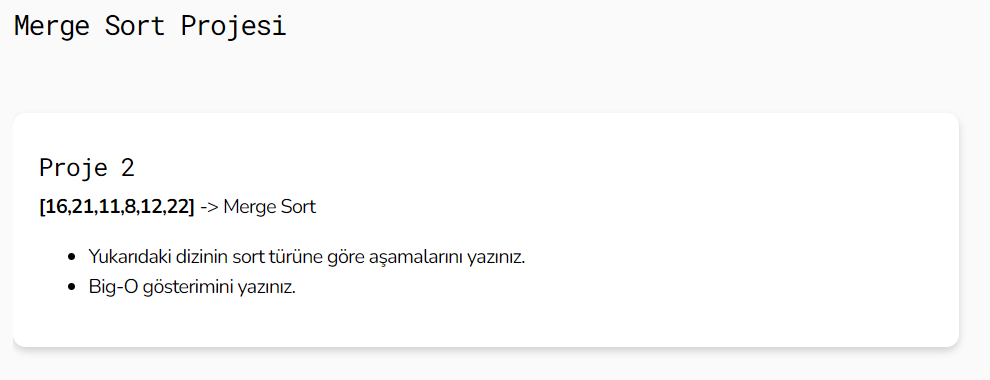 Merge Sort Projesi
Proje 2
[16,21,11,8,12,22] -> Merge Sort
Yukarıdaki dizinin sort türüne göre aşamalarını yazınız.
Big-O gösterimini yazınız.